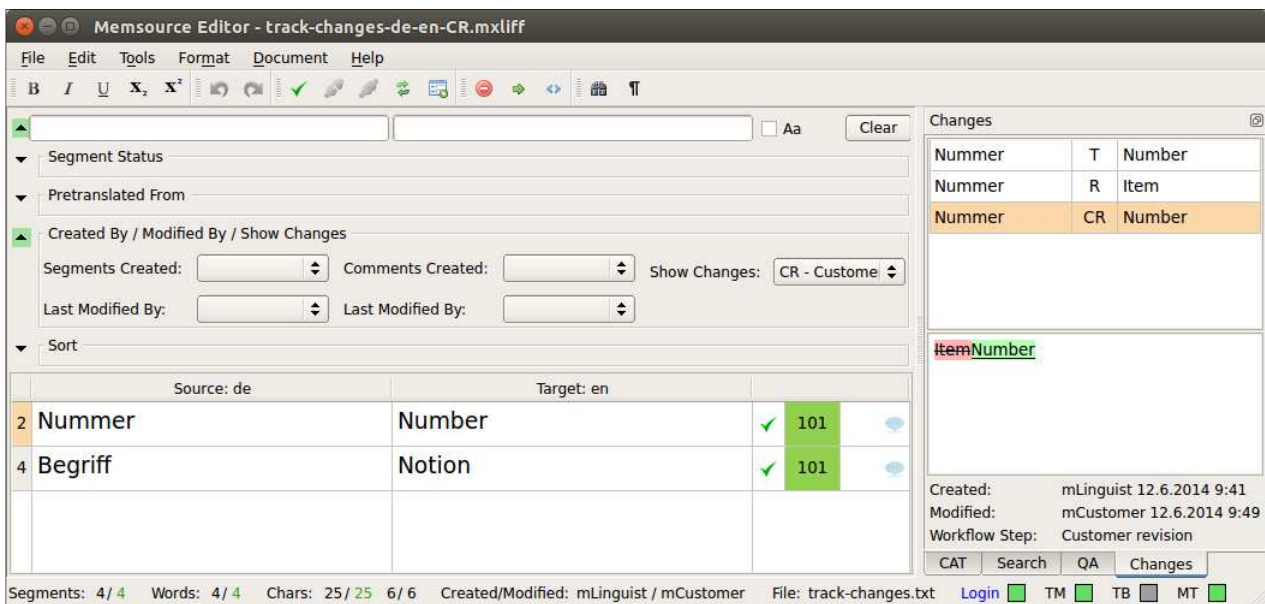 Memsource Editor - track-changes-de-en-CR.mxliff
File Edit Tools Format Document Help
B I U X₂ X² ¶
Aa Clear
Segment Status
Pretranslated From
Created By / Modified By / Show Changes
Segments Created: Comments Created: Show Changes: CR - Custome
Last Modified By: Last Modified By:
Sort
Source: de Target: en
2 Nummer Number 101
4 Begriff Notion 101
Changes
Nummer T Number
Nummer R Item
Nummer CR Number
ItemNumber
Created: mLinguist 12.6.2014 9:41
Modified: mCustomer 12.6.2014 9:49
Workflow Step: Customer revision
CAT Search QA Changes
Segments: 4/4 Words: 4/4 Chars: 25/25 6/6 Created/Modified: mLinguist / mCustomer File: track-changes.txt Login TM TB MT